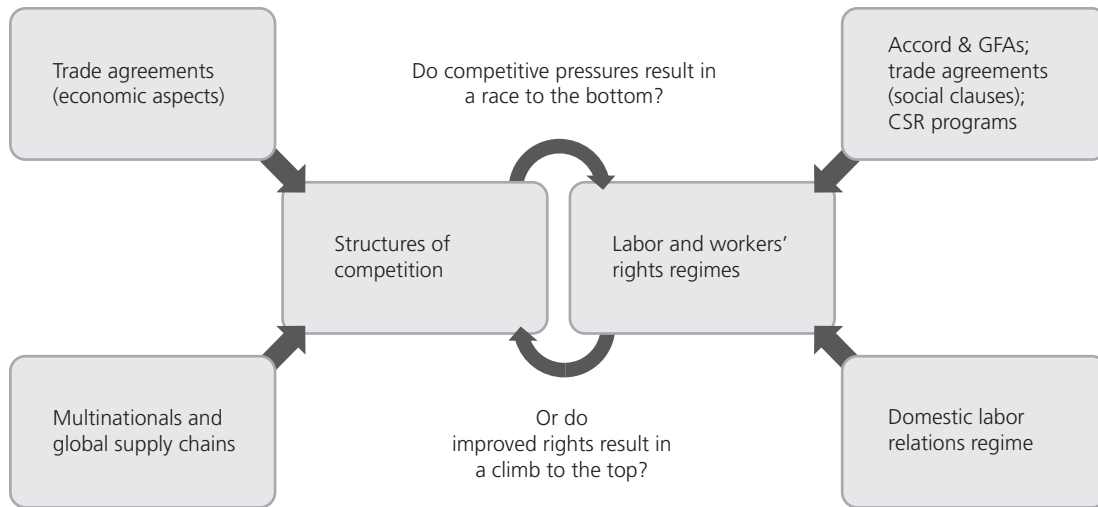 Trade agreements
(economic aspects)
Do competitive pressures result in
a race to the bottom?
Accord & GFAs;
trade agreements
(social clauses);
CSR programs
Structures of
competition
Labor and workers’
rights regimes
Multinationals and
global supply chains
Or do
improved rights result in
a climb to the top?
Domestic labor
relations regime